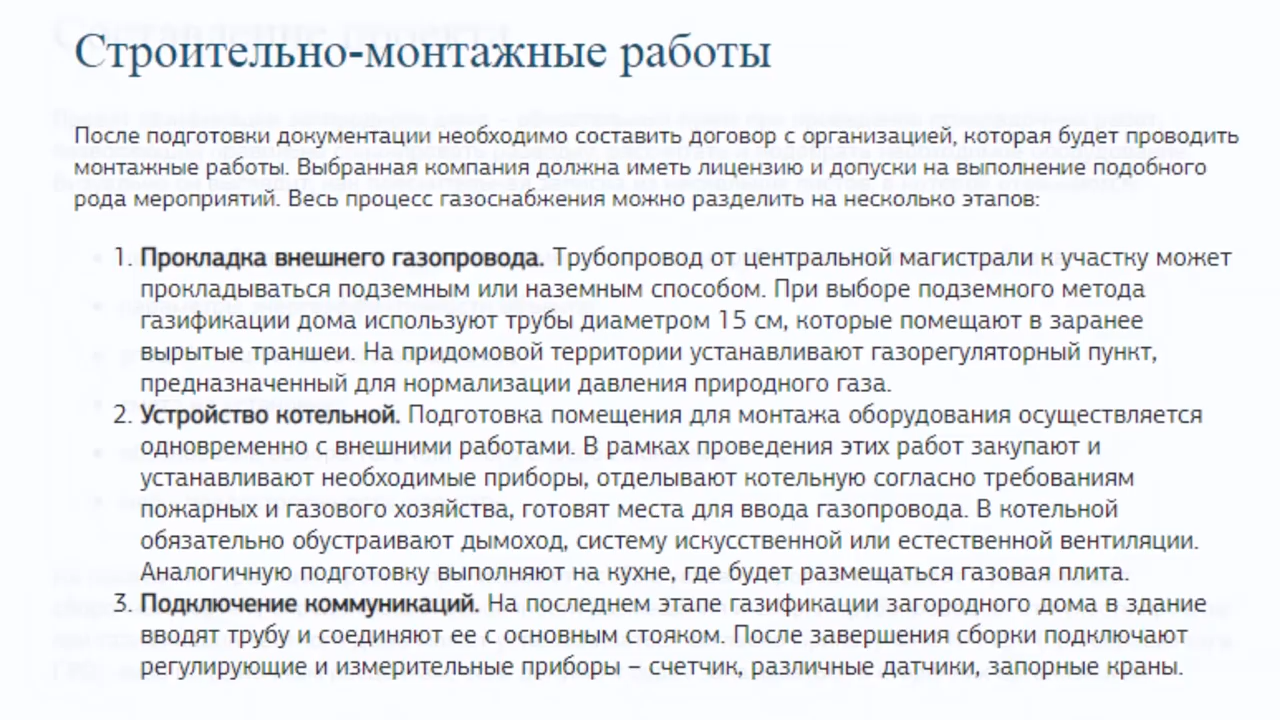 Строительно-монтажные работы
После подготовки документации необходимо составить договор с организацией, которая будет проводить
монтажные работы. Выбранная компания должна иметь лицензию и допуски на выполнение подобного
рода мероприятий. Весь процесс газоснабжения можно разделить на несколько этапов:
1. Прокладка внешнего газопровода. Трубопровод от центральной магистрали к участку может
прокладываться подземным или наземным способом. При выборе подземного метода
газификации дома используют трубы диаметром 15 см, которые помещают в заранее
вырытые траншеи. На придомовой территории устанавливают газорегуляторный пункт,
предназначенный для нормализации давления природного газа.
2. Устройство котельной. Подготовка помещения для монтажа оборудования осуществляется
одновременно с внешними работами. В рамках проведения этих работ закупают и
устанавливают необходимые приборы, отделывают котельную согласно требованиям
пожарных и газового хозяйства, готовят места для ввода газопровода. В котельной
обязательно обустраивают дымоход, систему искусственной или естественной вентиляции.
Аналогичную подготовку выполняют на кухне, где будет размещаться газовая плита.
3. Подключение коммуникаций. На последнем этапе газификации загородного дома в здание
вводят трубу и соединяют ее с основным стояком. После завершения сборки подключают
регулирующие и измерительные приборы – счетчик, различные датчики, запорные краны.